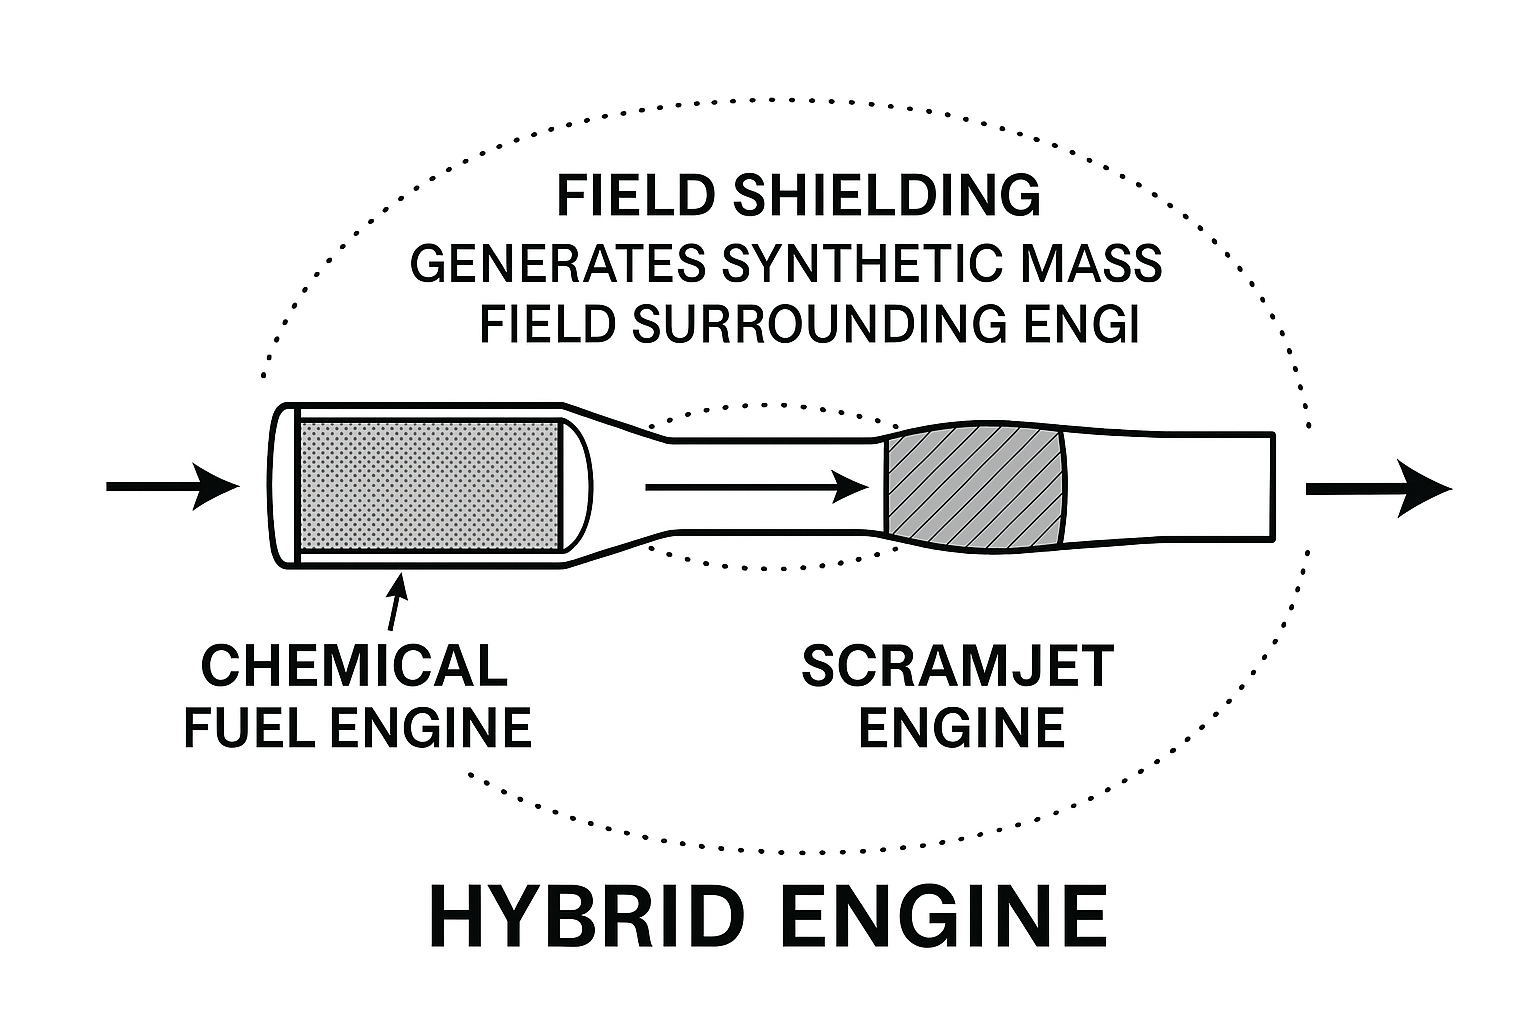 FIELD SHIELDING
GENERATES SYNTHETIC MASS
FIELD SURROUNDING ENGI
CHEMICAL
FUEL ENGINE
SCRAMJET
ENGINE
HYBRID ENGINE